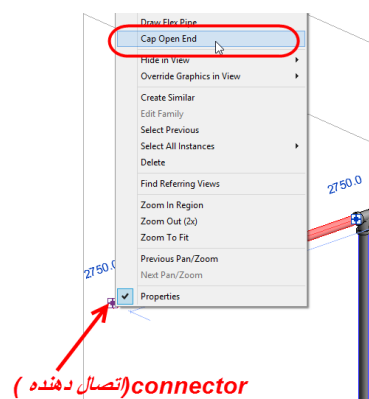 Draw Flex Pipe
Cap Open End
Hide in View
Override Graphics in View
Create Similar
Edit Family
Select Previous
Select All Instances
Delete
Find Referring Views
Zoom In Region
Zoom Out (2x)
Zoom To Fit
Previous Pan/Zoom
Next Pan/Zoom
Properties
2750.0
2750.0
connector(اتصال دهنده )